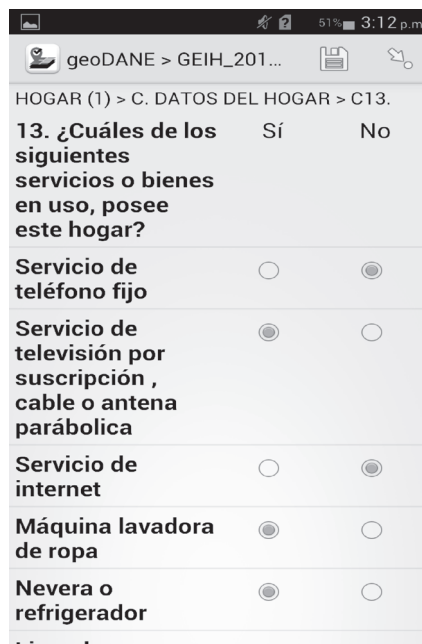 51% 3:12 p.m
geoDANE > GEIH_201...
HOGAR (1) > C. DATOS DEL HOGAR > C13.
13. ¿Cuáles de los Sí No
siguientes
servicios o bienes
en uso, posee
este hogar?
Servicio de
teléfono fijo
Servicio de
televisión por
suscripción ,
cable o antena
parábolica
Servicio de
internet
Máquina lavadora
de ropa
Nevera o
refrigerador